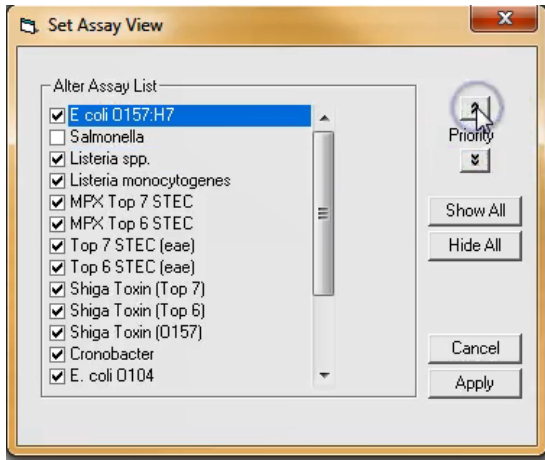 Set Assay View
Alter Assay List
E coli O157:H7
Salmonella
Listeria spp.
Listeria monocytogenes
MPX Top 7 STEC
MPX Top 6 STEC
Top 7 STEC (eae)
Top 6 STEC (eae)
Shiga Toxin (Top 7)
Shiga Toxin (Top 6)
Shiga Toxin (O157)
Cronobacter
E. coli O104
Priority
Show All
Hide All
Cancel
Apply